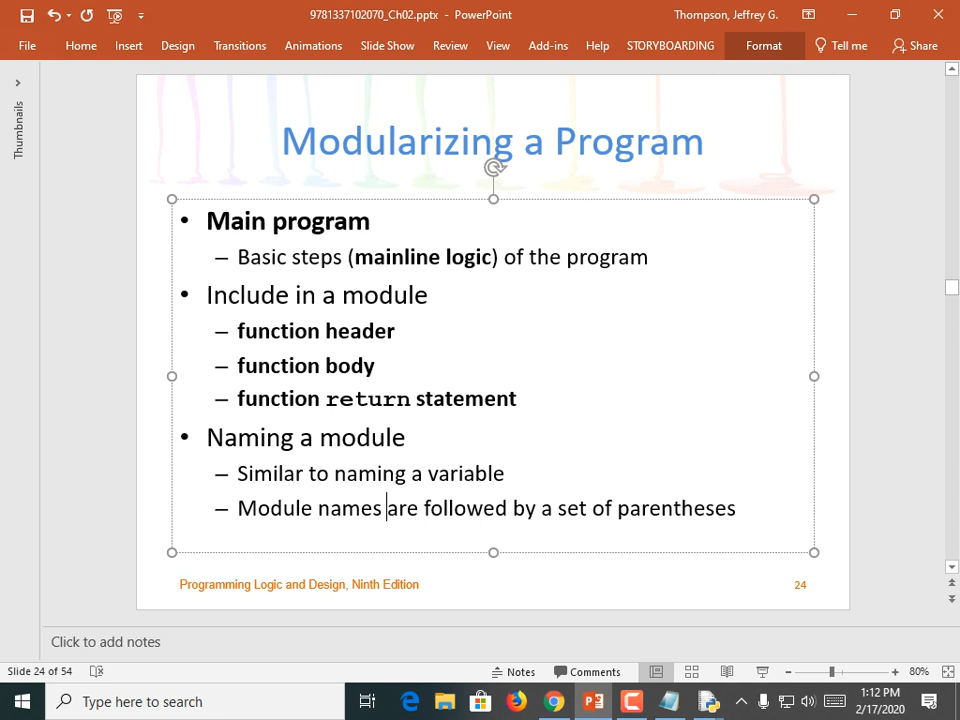 9781337102070_Ch02.pptx - PowerPoint
Thompson, Jeffrey G.
File Home Insert Design Transitions Animations Slide Show Review View Add-ins Help STORYBOARDING Format Tell me Share
Thumbnails
Modularizing a Program
• Main program
– Basic steps (mainline logic) of the program
• Include in a module
– function header
– function body
– function return statement
• Naming a module
– Similar to naming a variable
– Module names are followed by a set of parentheses
Programming Logic and Design, Ninth Edition
24
Click to add notes
Slide 24 of 54
Notes Comments 80%
Type here to search
1:12 PM
2/17/2020